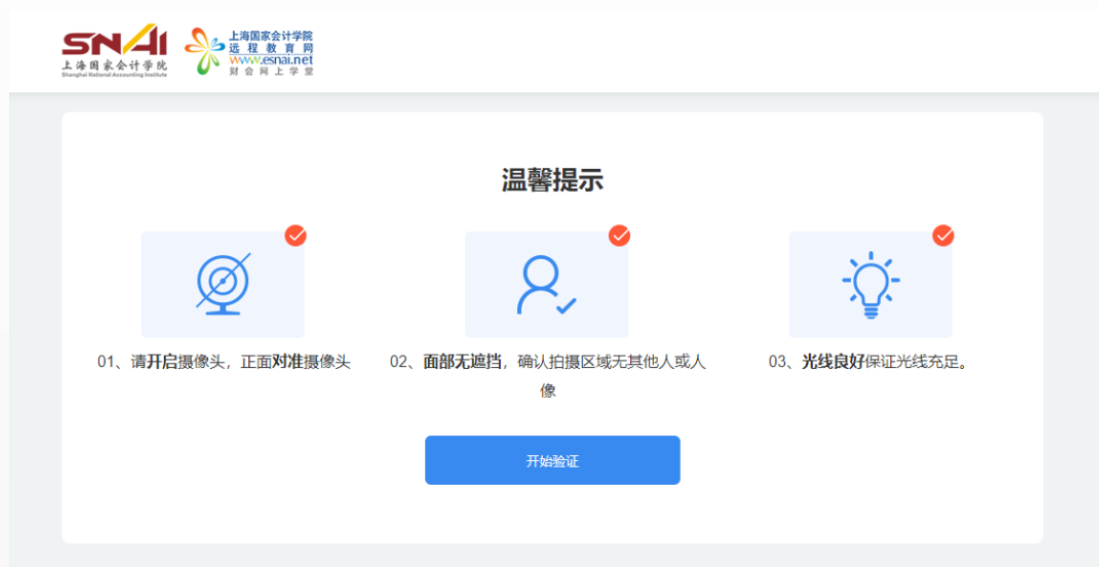 SNAI
上海国家会计学院
Shanghai National Accounting Institute
上海国家会计学院
远程教育网
www.esnai.net
财会网上学堂
温馨提示
01、请开启摄像头，正面对准摄像头
02、面部无遮挡，确认拍摄区域无其他人或人
像
03、光线良好保证光线充足。
开始验证